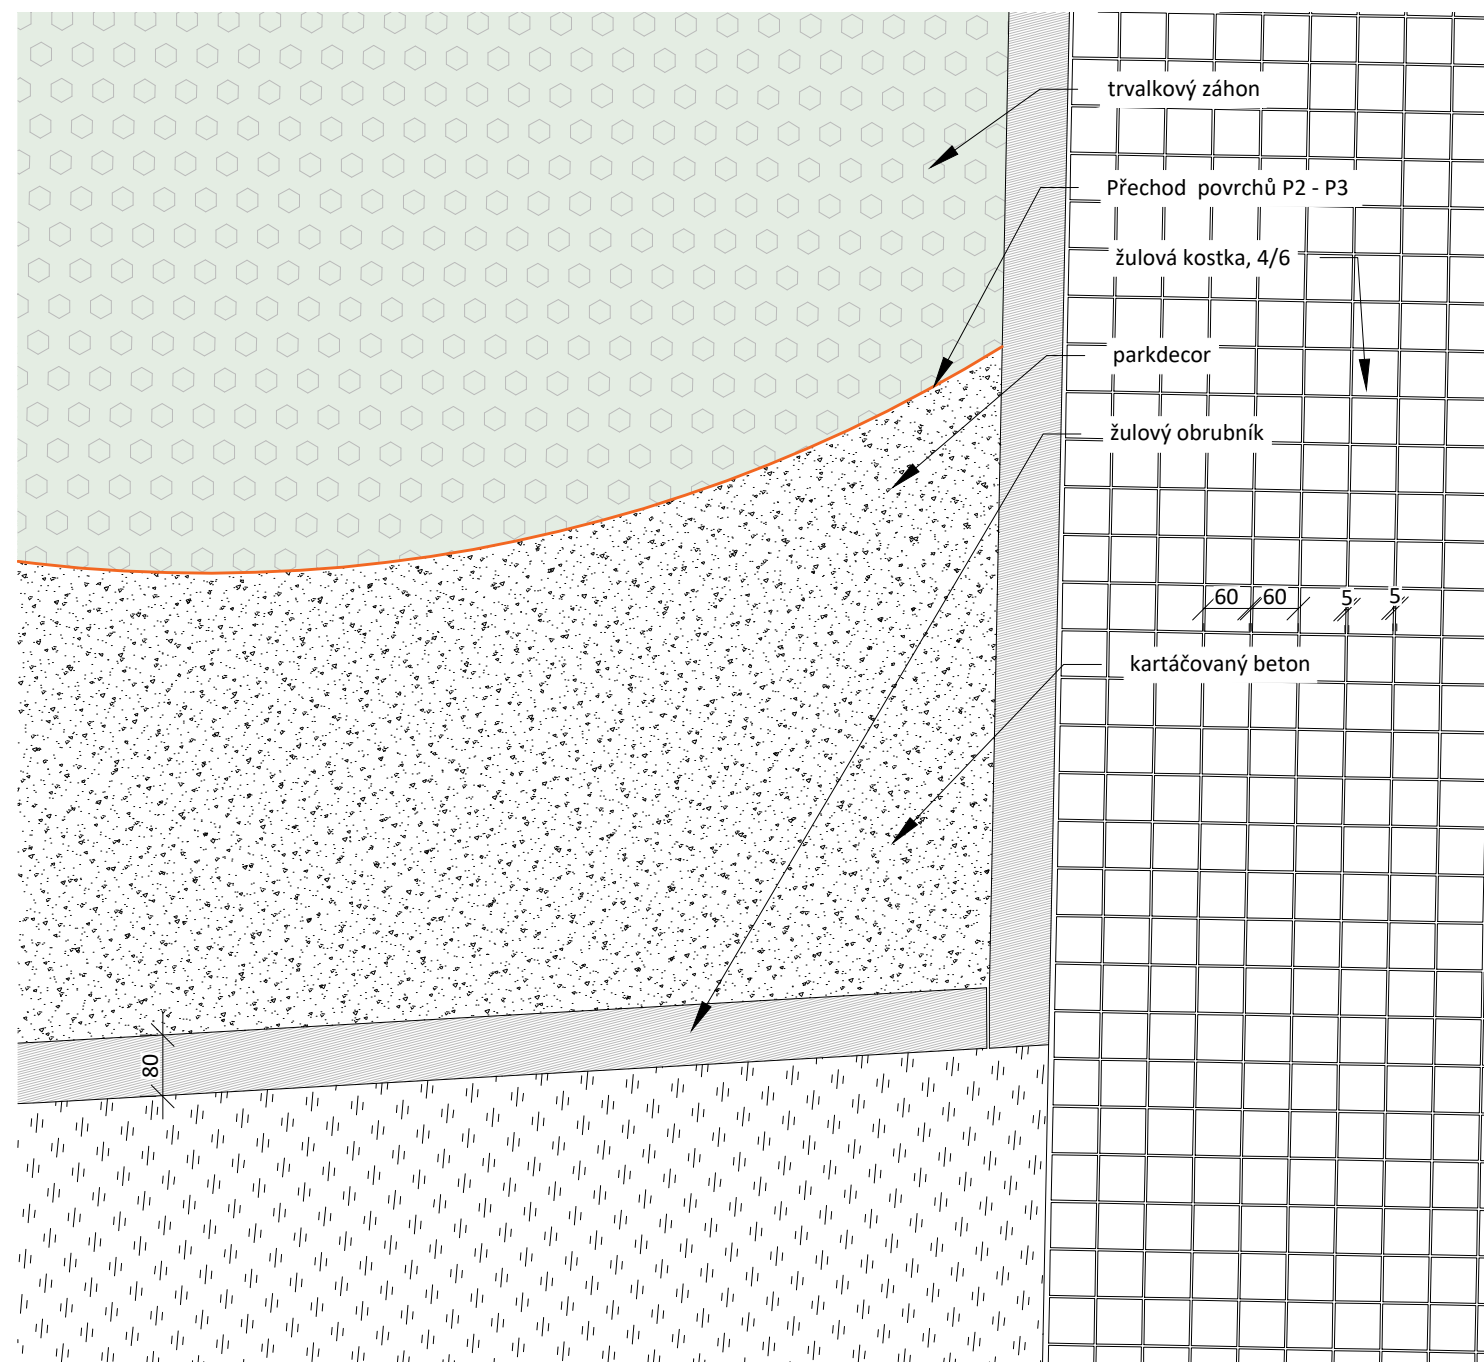 trvalkový záhon
Přechod povrchů P2 - P3
žulová kostka, 4/6
parkdecor
žulový obrubník
60 60 5 5
kartáčovaný beton
80